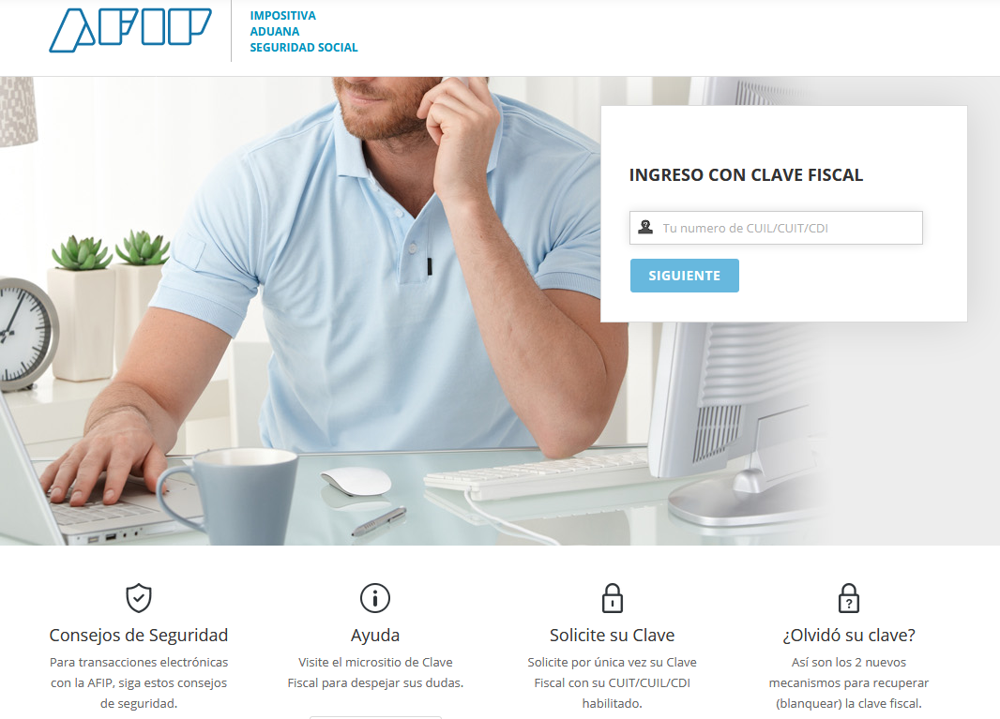 AFIP
IMPOSITIVA
ADUANA
SEGURIDAD SOCIAL
INGRESO CON CLAVE FISCAL
Tu numero de CUIL/CUIT/CDI
SIGUIENTE
Consejos de Seguridad
Para transacciones electrónicas
con la AFIP, siga estos consejos
de seguridad.
Ayuda
Visite el micrositio de Clave
Fiscal para despejar sus dudas.
Solicite su Clave
Solicite por única vez su Clave
Fiscal con su CUIT/CUIL/CDI
habilitado.
¿Olvidó su clave?
Así son los 2 nuevos
mecanismos para recuperar
(blanquear) la clave fiscal.